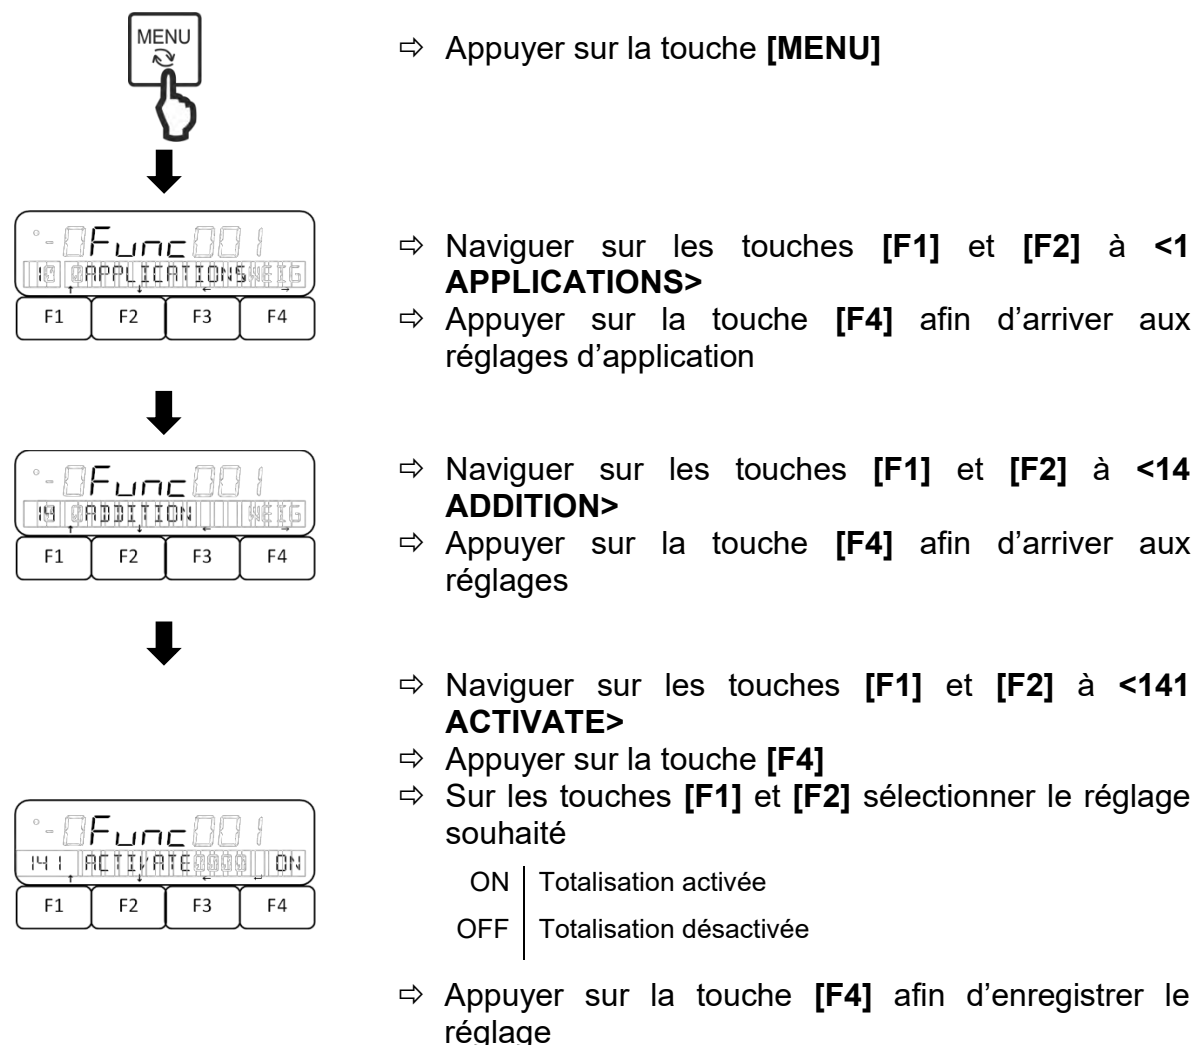 MENU
⇨ Appuyer sur la touche [MENU]
Func
1 APPLICATIONS
F1 F2 F3 F4
⇨ Naviguer sur les touches [F1] et [F2] à <1
APPLICATIONS>
⇨ Appuyer sur la touche [F4] afin d’arriver aux
réglages d’application
Func
14 ADDITION
F1 F2 F3 F4
⇨ Naviguer sur les touches [F1] et [F2] à <14
ADDITION>
⇨ Appuyer sur la touche [F4] afin d’arriver aux
réglages
Func
141 ACTIVATE ON
F1 F2 F3 F4
⇨ Naviguer sur les touches [F1] et [F2] à <141
ACTIVATE>
⇨ Appuyer sur la touche [F4]
⇨ Sur les touches [F1] et [F2] sélectionner le réglage
souhaité
ON Totalisation activée
OFF Totalisation désactivée
⇨ Appuyer sur la touche [F4] afin d’enregistrer le
réglage